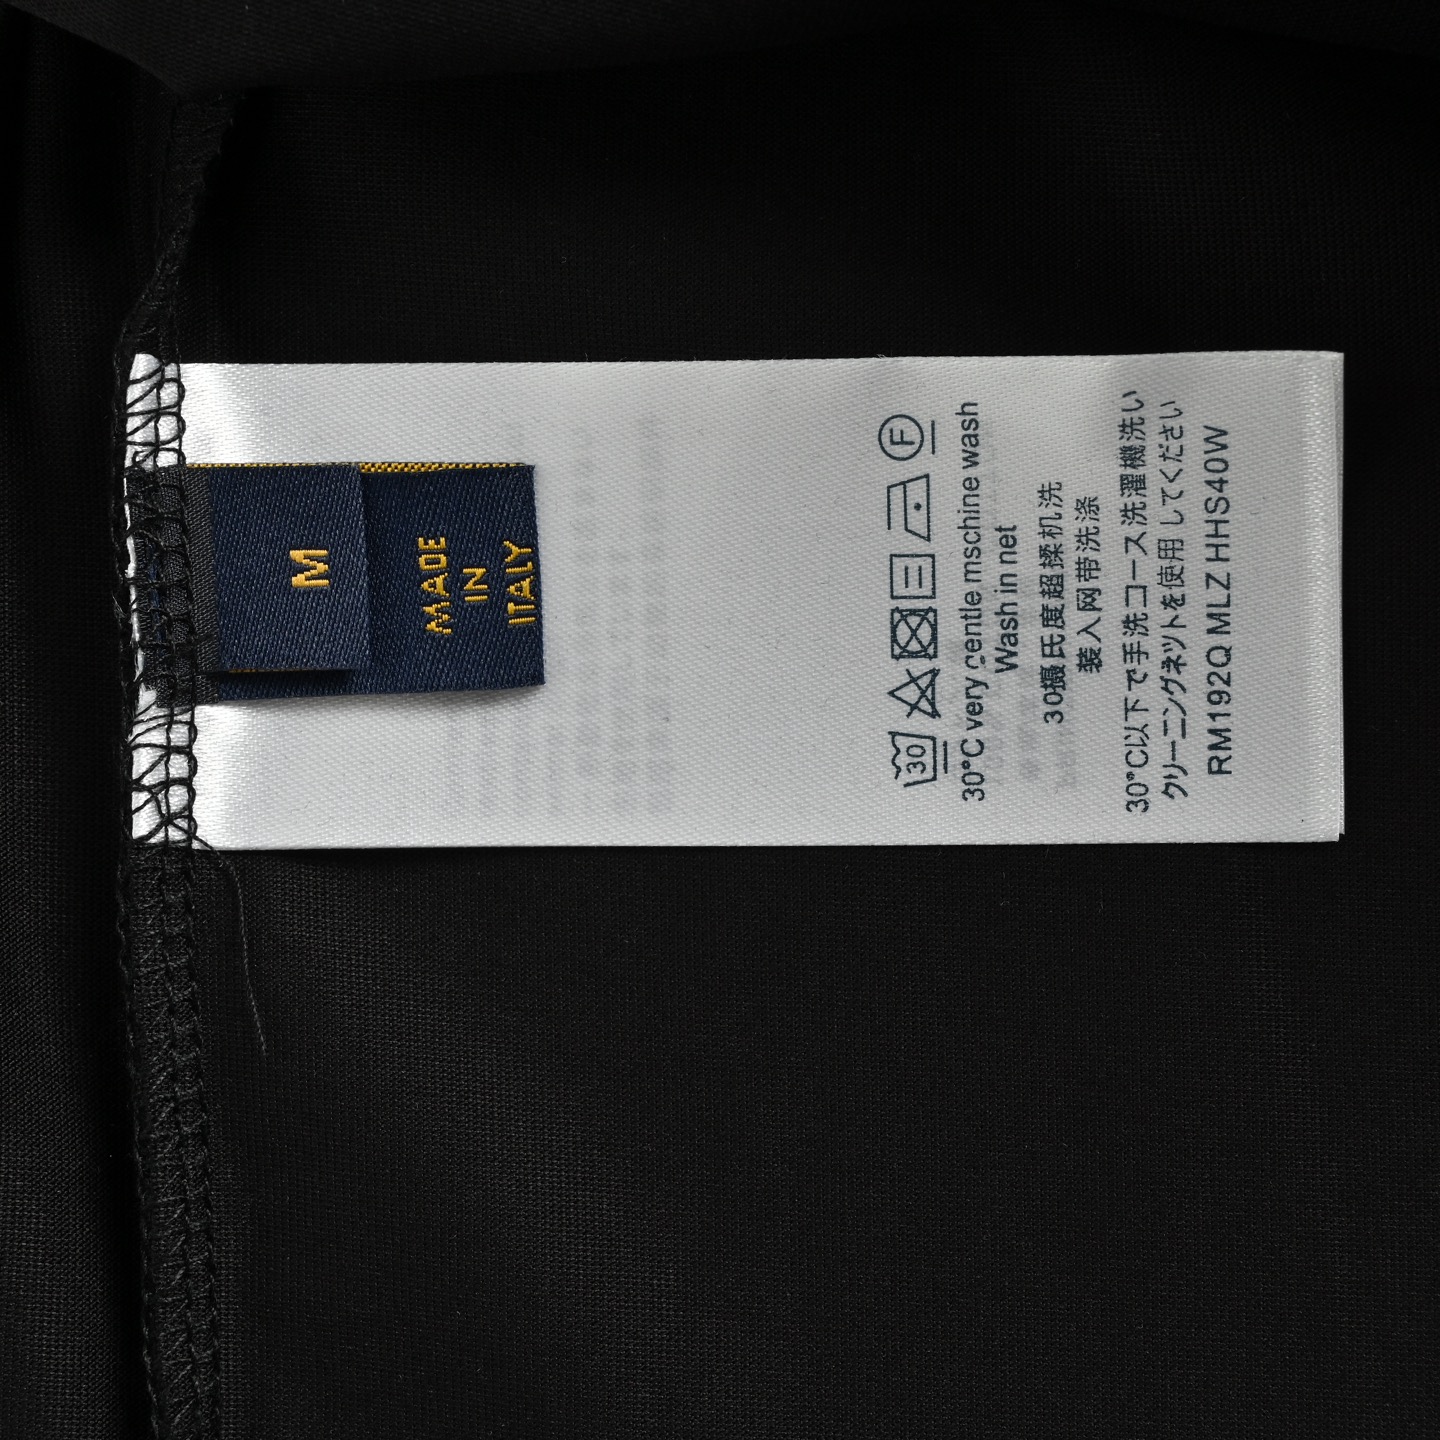 M
MADE
IN
ITALY
30
F
30°C very centle mschine wash
Wash in net
30摄氏度超揉机洗
装入网带洗涤
30°C以下で手洗コース洗濯機洗い
クリーニングネットを使用してください
RM192Q MLZ HHS40W